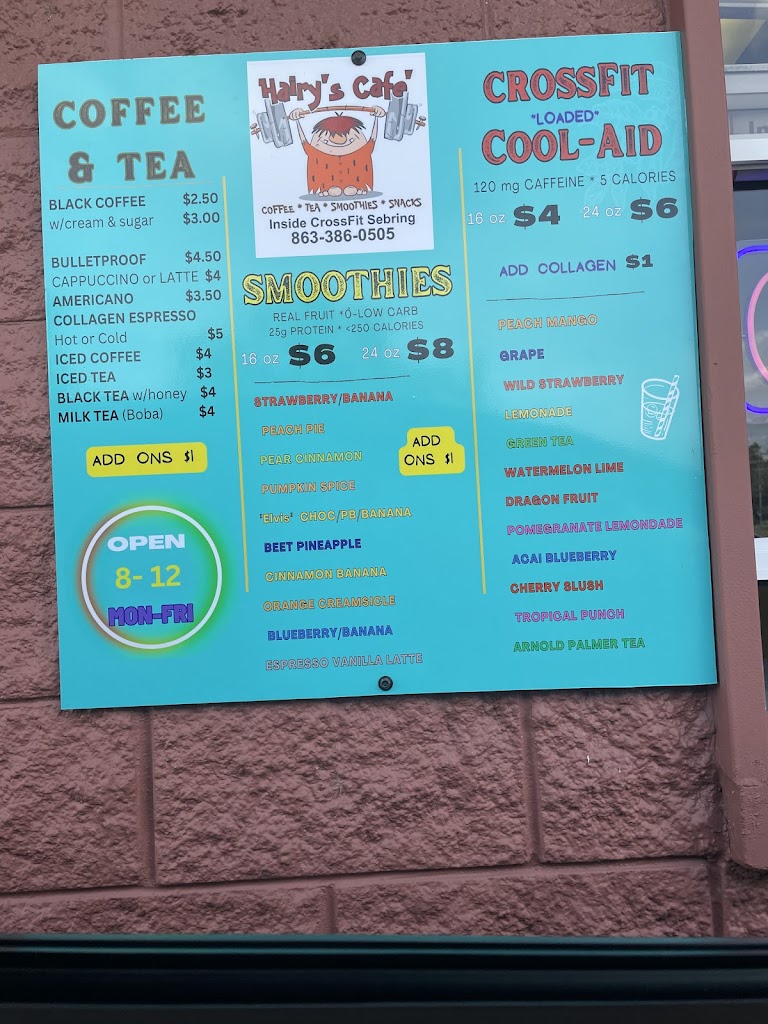 COFFEE
& TEA
BLACK COFFEE $2.50
w/cream & sugar $3.00
BULLETPROOF $4.50
CAPPUCCINO or LATTE $4
AMERICANO $3.50
COLLAGEN ESPRESSO
Hot or Cold $5
ICED COFFEE $4
ICED TEA $3
BLACK TEA w/honey $4
MILK TEA (Boba) $4
ADD ONS $1
OPEN
8-12
MON-FRI
Hairy's Cafe'
COFFEE * TEA * SMOOTHIES * SNACKS
Inside CrossFit Sebring
863-386-0505
SMOOTHIES
REAL FRUIT *0-LOW CARB
25g PROTEIN * <250 CALORIES
16 oz $6 24 oz $8
STRAWBERRY/BANANA
PEACH PIE
PEAR CINNAMON
PUMPKIN SPICE
'Elvis' CHOC/PB/BANANA
BEET PINEAPPLE
CINNAMON BANANA
ORANGE CREAMSICLE
BLUEBERRY/BANANA
ESPRESSO VANILLA LATTE
ADD
ONS $1
CROSSFIT
*LOADED*
COOL-AID
120 mg CAFFEINE * 5 CALORIES
16 oz $4 24 oz $6
ADD COLLAGEN $1
PEACH MANGO
GRAPE
WILD STRAWBERRY
LEMONADE
GREEN TEA
WATERMELON LIME
DRAGON FRUIT
POMEGRANATE LEMONDADE
ACAI BLUEBERRY
CHERRY SLUSH
TROPICAL PUNCH
ARNOLD PALMER TEA